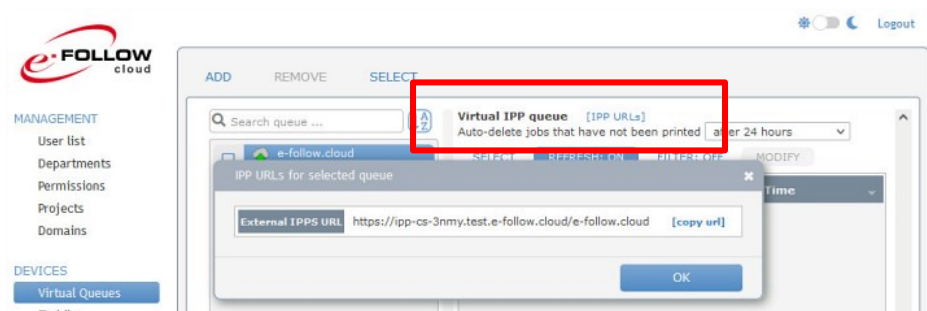 Logout
e-FOLLOW
cloud
ADD REMOVE SELECT
MANAGEMENT
User list
Departments
Permissions
Projects
Domains
DEVICES
Virtual Queues
Search queue ...
A
Z
Virtual IPP queue [IPP URLs]
Auto-delete jobs that have not been printed after 24 hours
e-follow.cloud
SELECT REFRESH: ON FILTER: OFF MODIFY
Time
IPP URLs for selected queue
External IPPS URL https://ipp-cs-3nmy.test.e-follow.cloud/e-follow.cloud [copy url]
OK